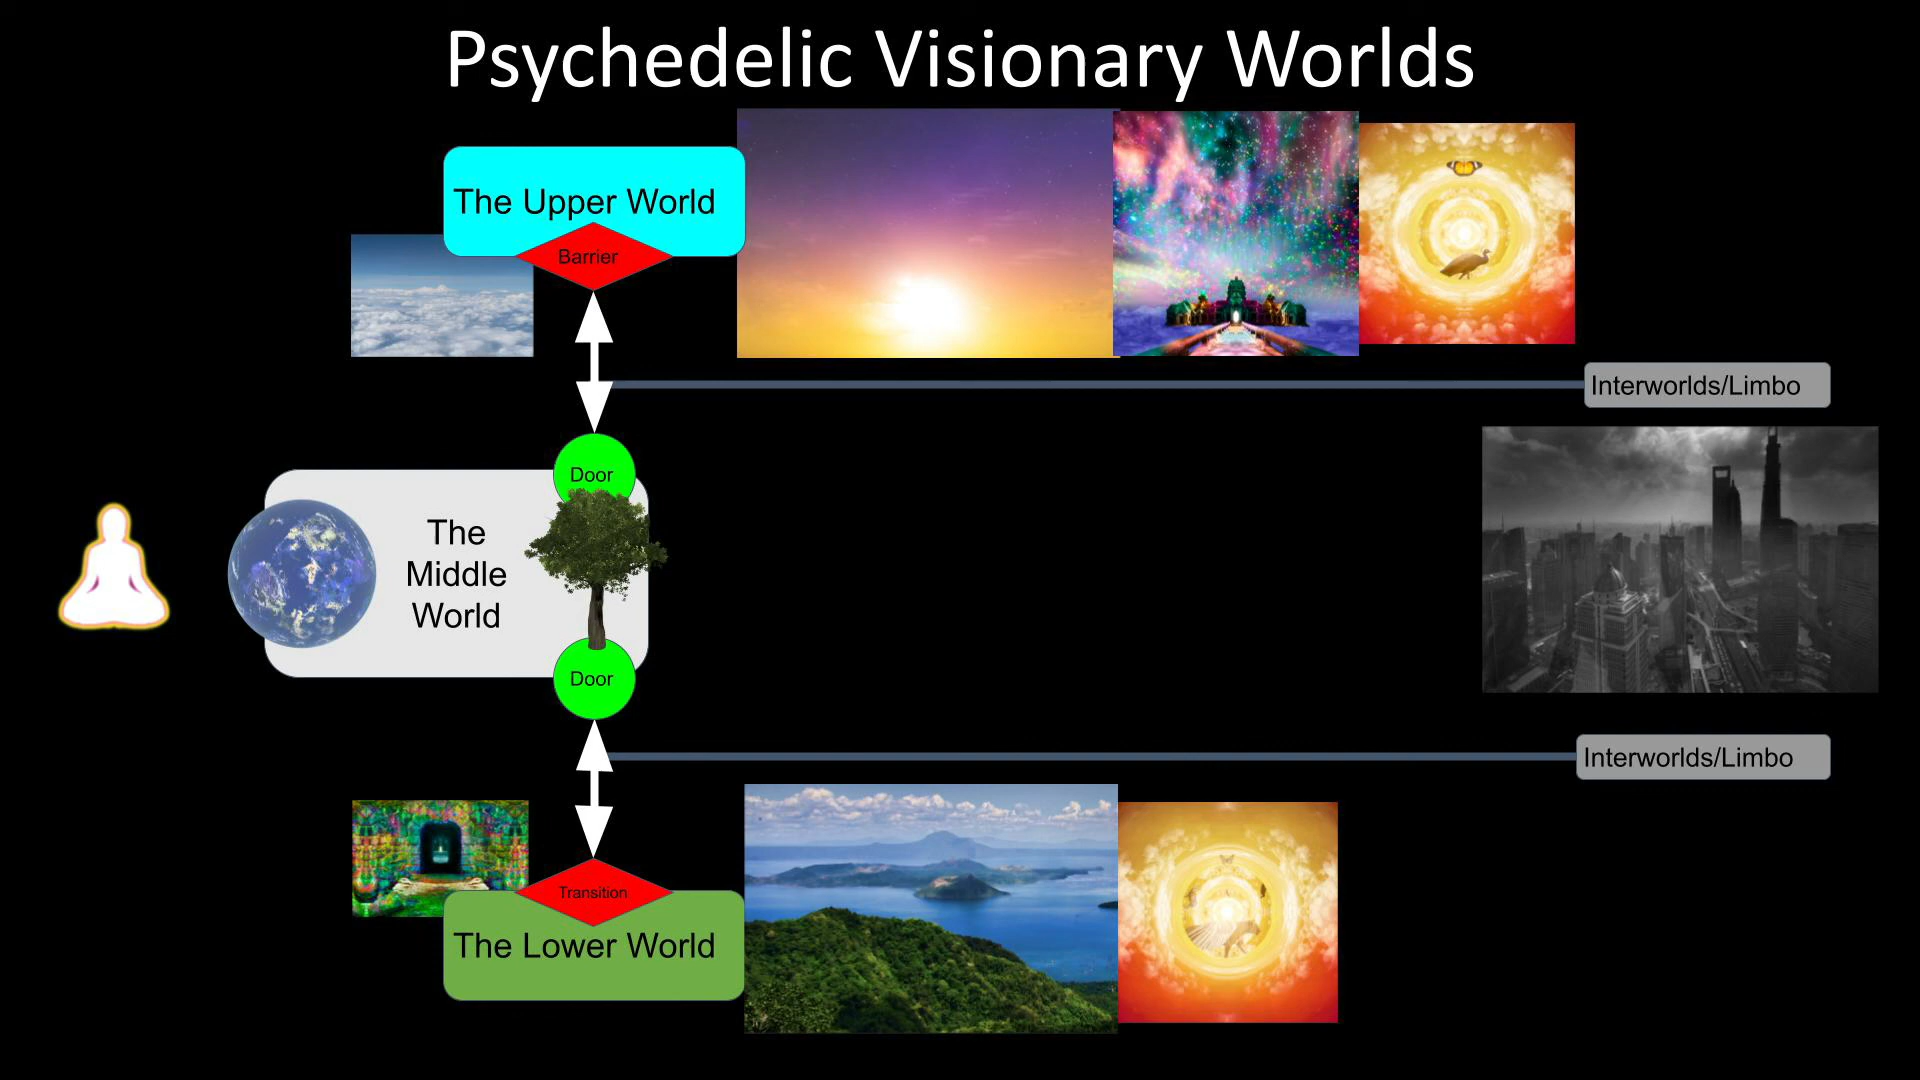 Psychedelic Visionary Worlds
The Upper World
Barrier
Interworlds/Limbo
Door
The
Middle
World
Door
Interworlds/Limbo
Transition
The Lower World